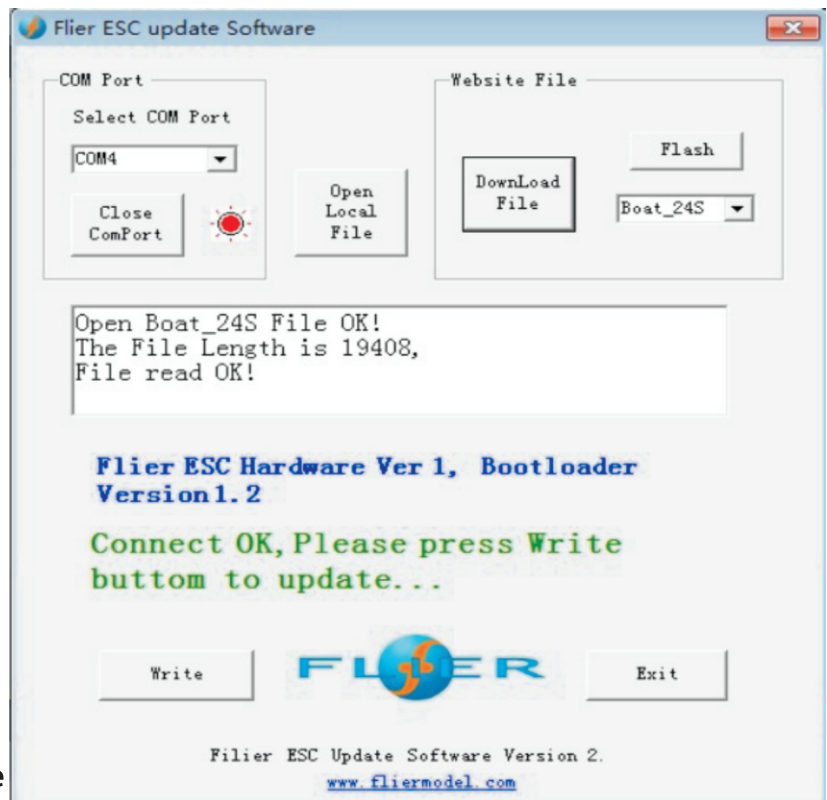 Flier ESC update Software
COM Port
Select COM Port
COM4
Close
ComPort
Open
Local
File
Website File
DownLoad
File
Flash
Boat_24S
Open Boat_24S File OK!
The File Length is 19408,
File read OK!
Flier ESC Hardware Ver 1, Bootloader
Version1.2
Connect OK,Please press Write
buttom to update...
Write
FLIER
Exit
Filier ESC Update Software Version 2.
www.fliermodel.com
e